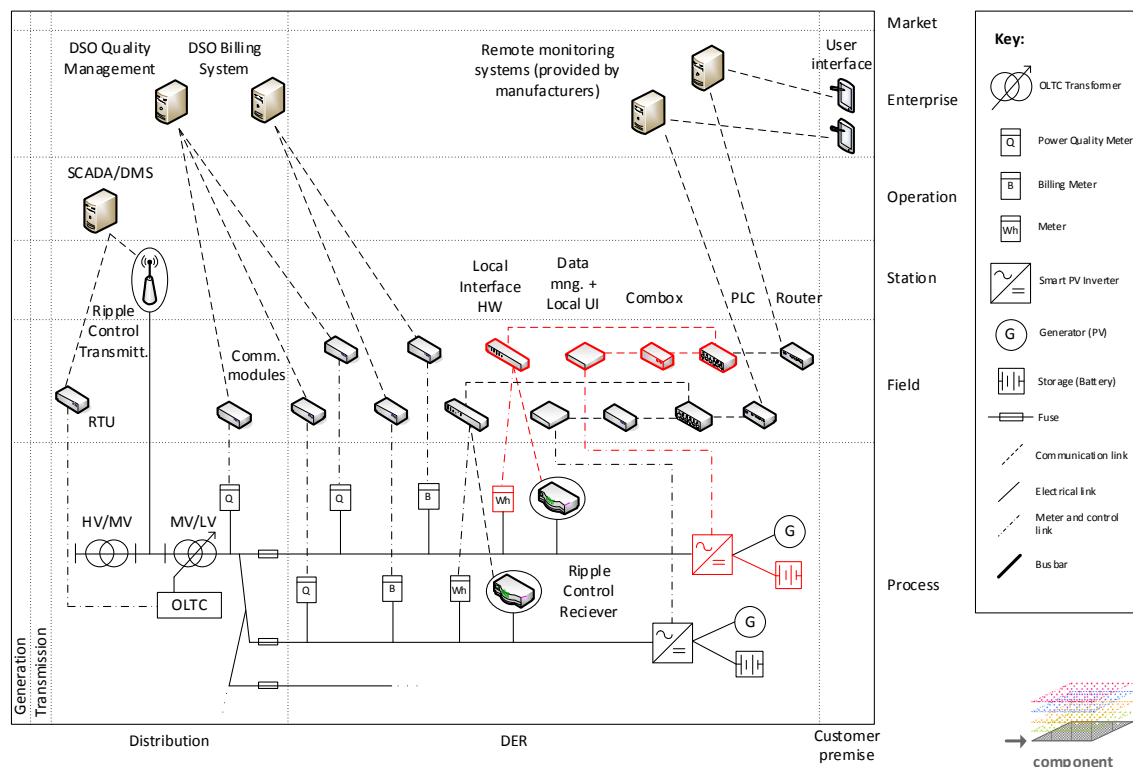 Market
DSO Quality
Management
DSO Billing
System
Remote monitoring
systems (provided by
manufacturers)
User
interface
Enterprise
SCADA/DMS
Operation
Ripple
Control
Transmitt.
Local
Interface
HW
Data
mng. +
Local UI
Combox
PLC
Router
Station
Comm.
modules
RTU
Field
HV/MV
MV/LV
OLTC
Q
Q
B
Wh
Q
B
Wh
Ripple
Control
Reciever
G
G
Process
Generation
Transmission
Distribution
DER
Customer
premise
Key:
OLTC Transformer
Q
Power Quality Meter
B
Billing Meter
Wh
Meter
Smart PV Inverter
G
Generator (PV)
Storage (Battery)
Fuse
Communication link
Electrical link
Meter and control
link
Bus bar
component